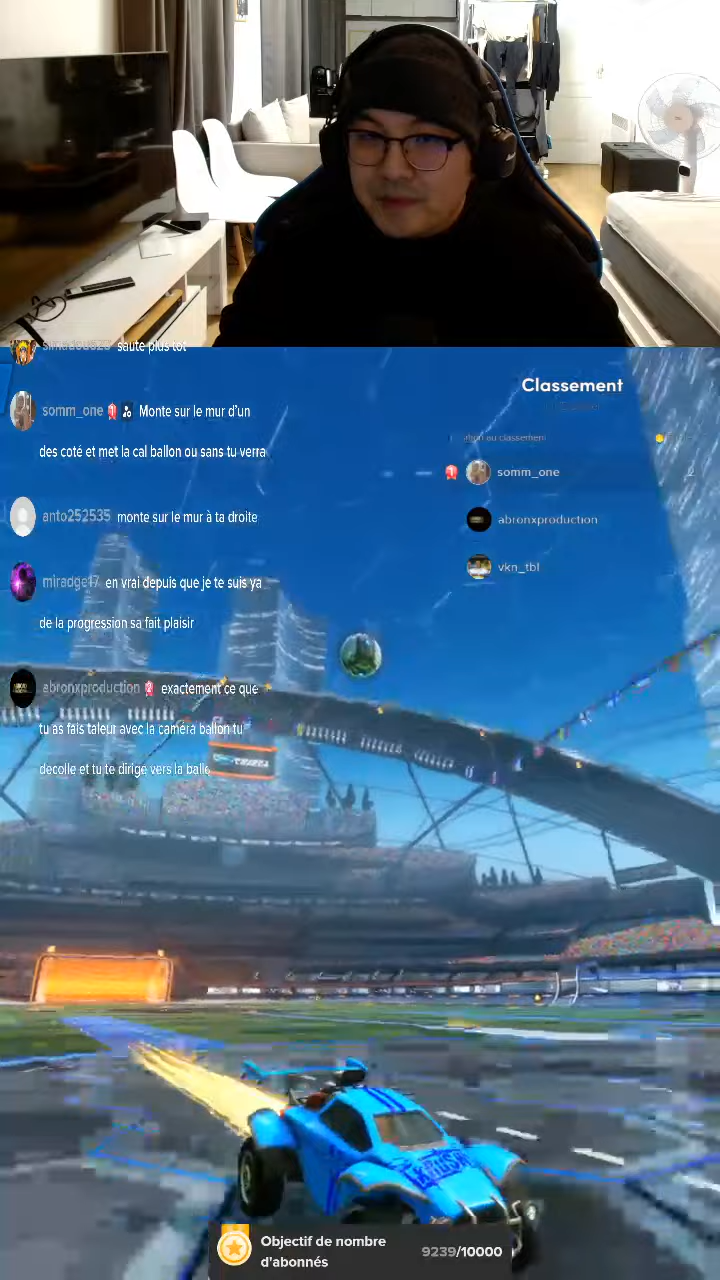 saute plus tot
Classement
somm_one Monte sur le mur d'un
des coté et met la cal ballon ou sans tu verra
somm_one
anto252535 monte sur le mur à ta droite
abronxproduction
vkn_tbl
miradge17 en vrai depuis que je te suis ya
de la progression sa fait plaisir
abronxproduction exactement ce que
tu as fais taleur avec la caméra ballon tu
decolle et tu te dirige vers la balle
Objectif de nombre
d'abonnés
9239/10000